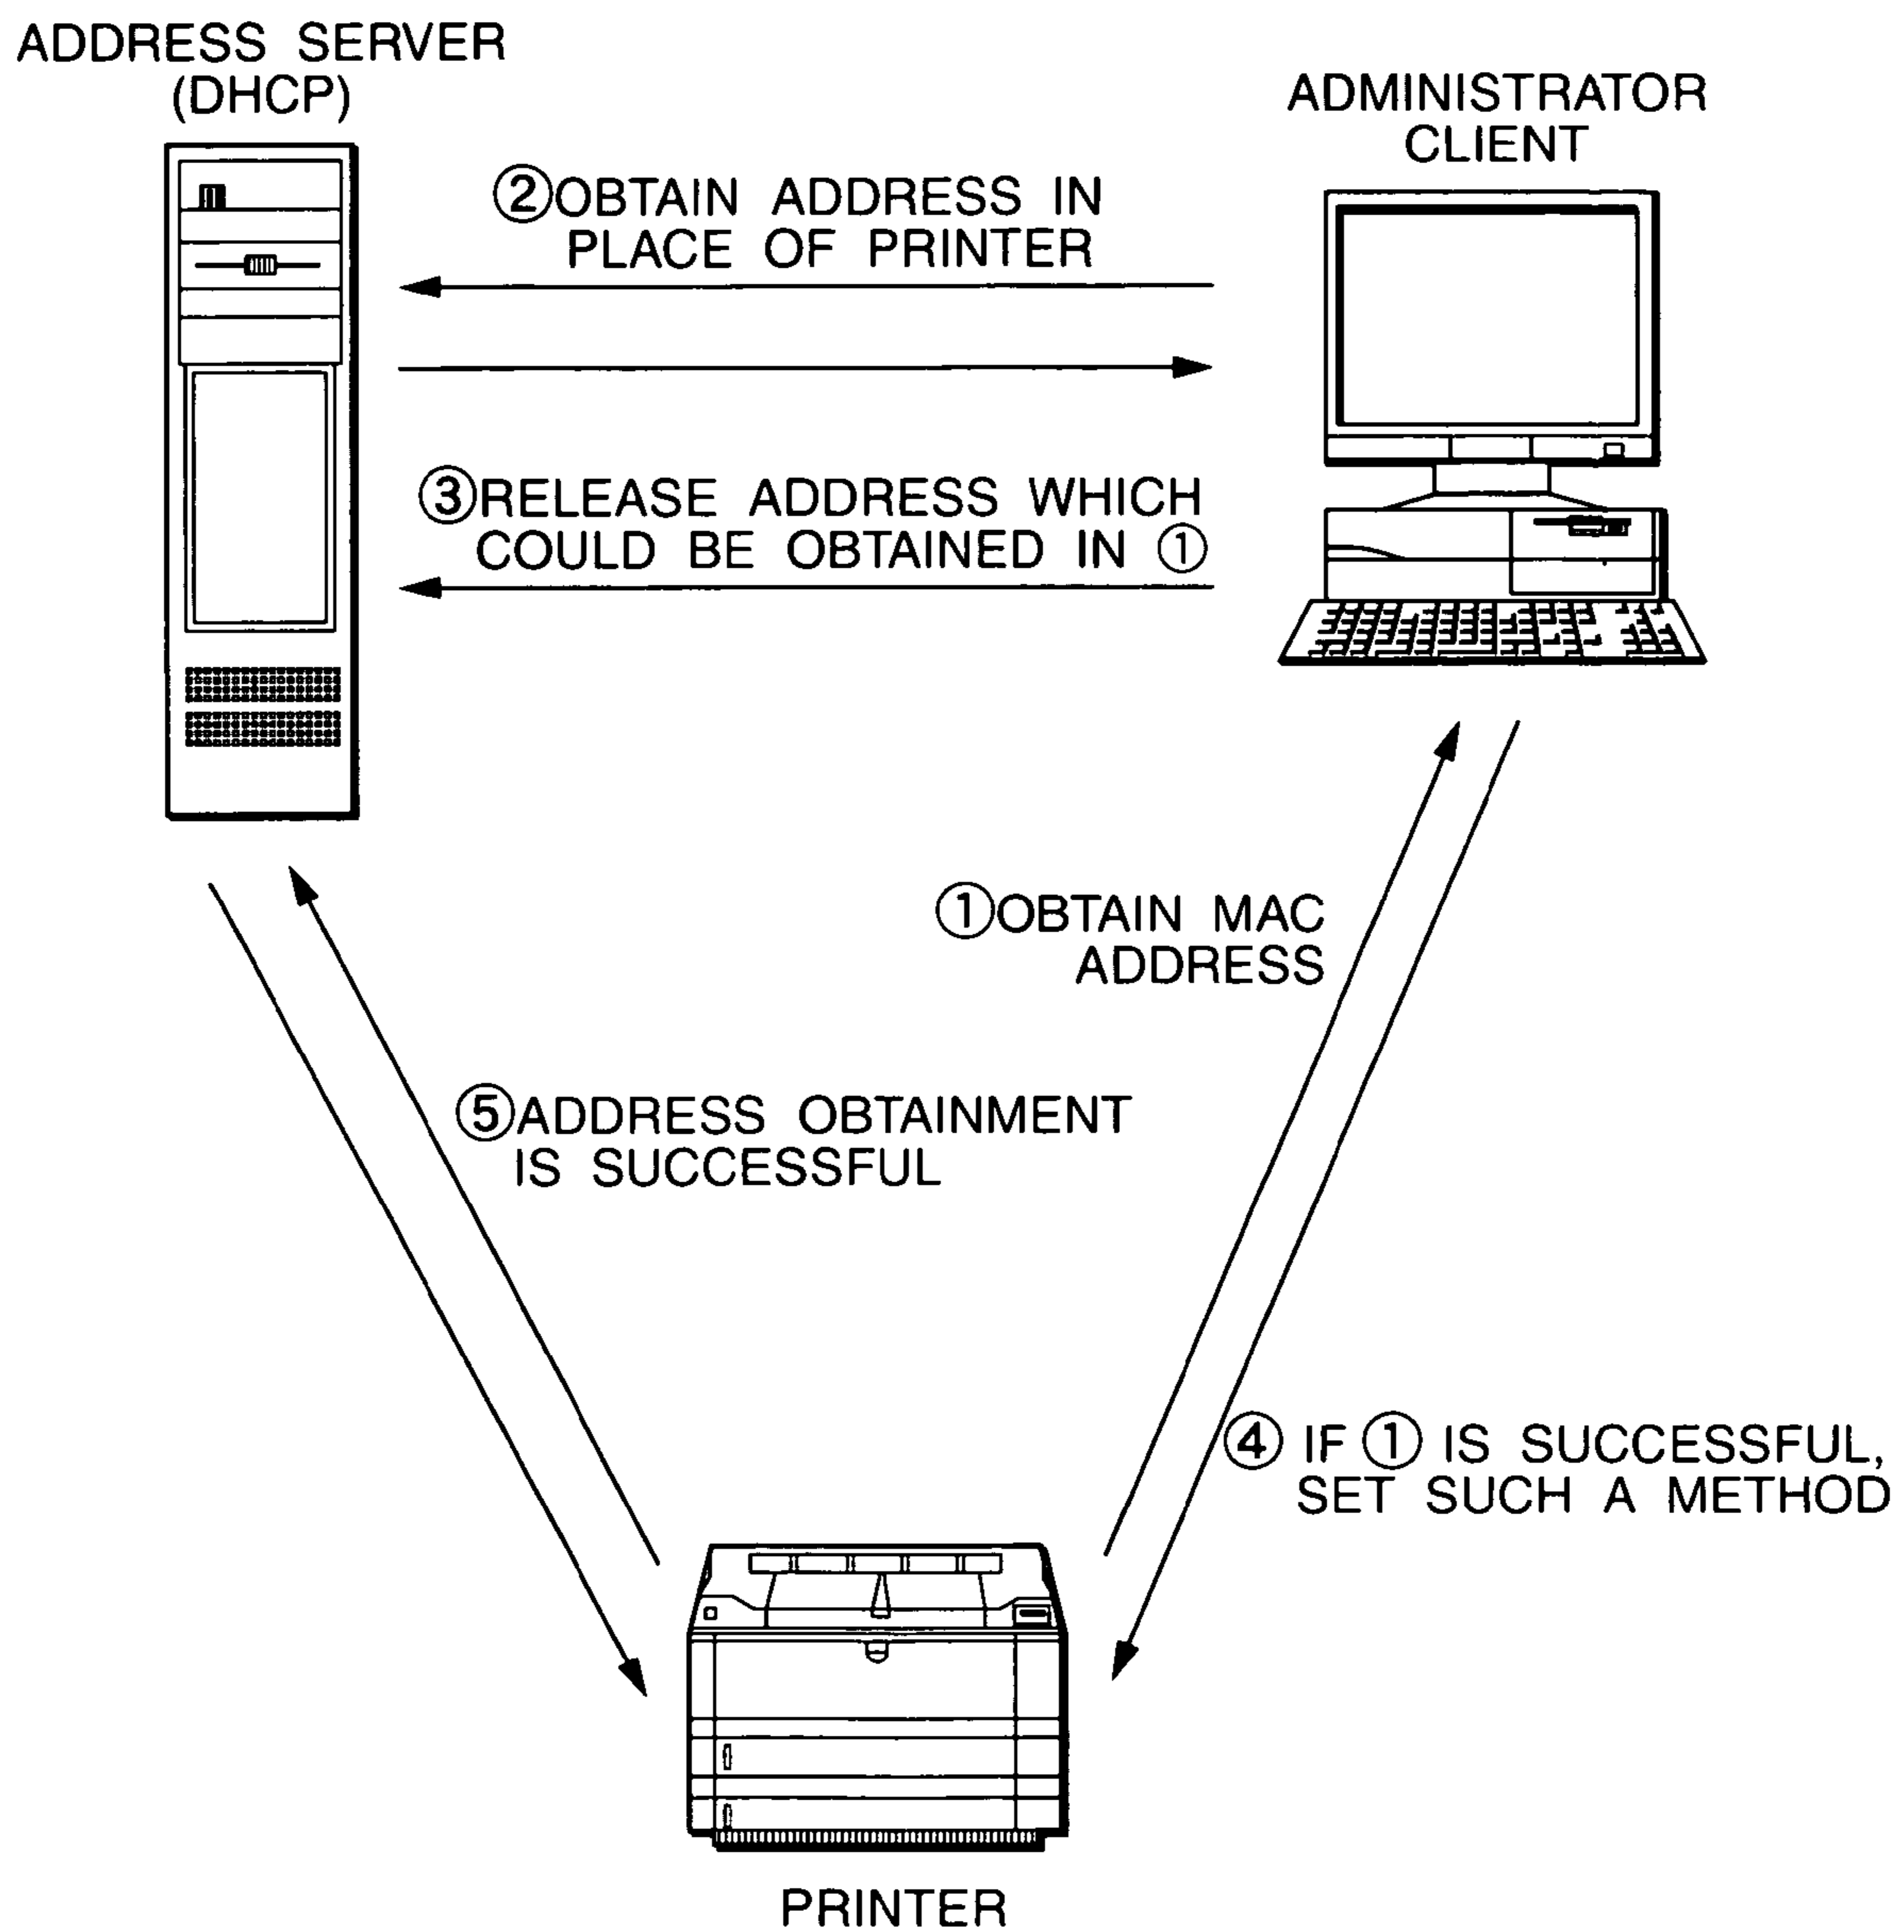 ADDRESS SERVER
(DHCP)
ADMINISTRATOR
CLIENT
②OBTAIN ADDRESS IN
PLACE OF PRINTER
③RELEASE ADDRESS WHICH
COULD BE OBTAINED IN ①
①OBTAIN MAC
ADDRESS
⑤ADDRESS OBTAINMENT
IS SUCCESSFUL
④ IF ① IS SUCCESSFUL,
SET SUCH A METHOD
PRINTER